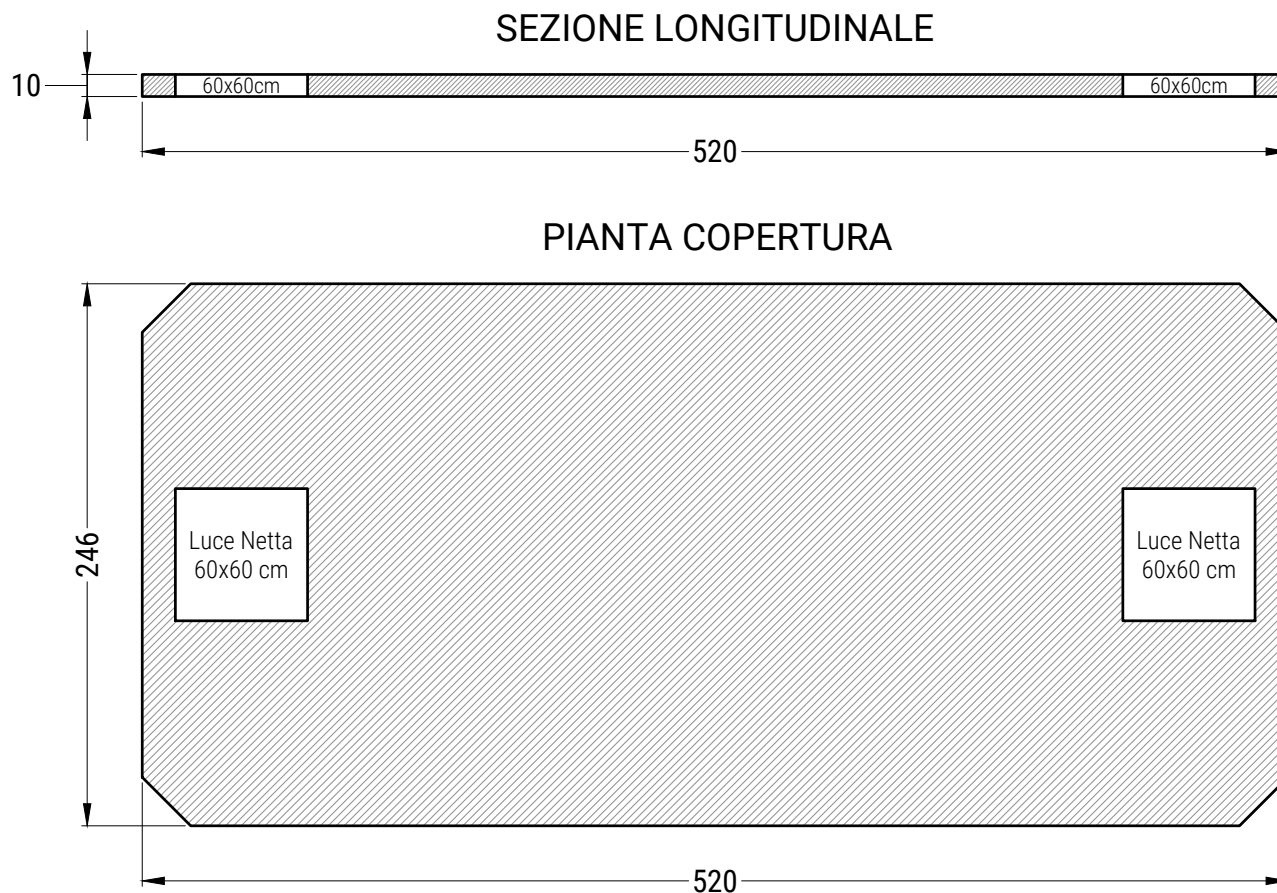 SEZIONE LONGITUDINALE
10
60x60cm
60x60cm
520
PIANTA COPERTURA
246
Luce Netta
60x60 cm
Luce Netta
60x60 cm
520